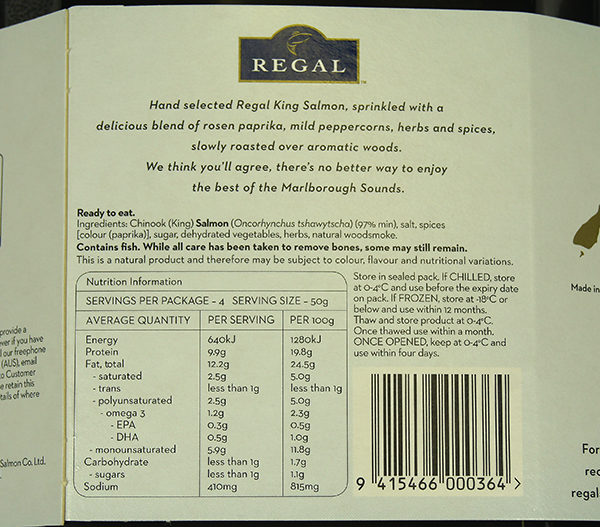 REGAL
™
Hand selected Regal King Salmon, sprinkled with a
delicious blend of rosen paprika, mild peppercorns, herbs and spices,
slowly roasted over aromatic woods.
We think you'll agree, there's no better way to enjoy
the best of the Marlborough Sounds.
Ready to eat.
Ingredients: Chinook (King) Salmon (Oncorhynchus tshawytscha) (97% min), salt, spices
[colour (paprika)], sugar, dehydrated vegetables, herbs, natural woodsmoke.
Contains fish. While all care has been taken to remove bones, some may still remain.
This is a natural product and therefore may be subject to colour, flavour and nutritional variations.
Nutrition Information
SERVINGS PER PACKAGE - 4 SERVING SIZE - 50g
AVERAGE QUANTITY PER SERVING PER 100g
Energy 640kJ 1280kJ
Protein 9.9g 19.8g
Fat, total 12.2g 24.5g
- saturated 2.5g 5.0g
- trans less than 1g less than 1g
- polyunsaturated 2.5g 5.0g
- omega 3 1.2g 2.3g
- EPA 0.3g 0.5g
- DHA 0.5g 1.0g
- monounsaturated 5.9g 11.8g
Carbohydrate less than 1g 1.7g
- sugars less than 1g 1.1g
Sodium 410mg 815mg
Store in sealed pack. If CHILLED, store
at 0-4°C and use before the expiry date
on pack. If FROZEN, store at -18°C or
below and use within 12 months.
Thaw and store product at 0-4°C.
Once thawed use within a month.
ONCE OPENED, keep at 0-4°C and
use within four days.
9 415466 000364 >
provide a
ver if you have
our freephone
(AUS), email
to Customer
e retain this
tails of where
Salmon Co. Ltd.
Made in
For
rec
regal